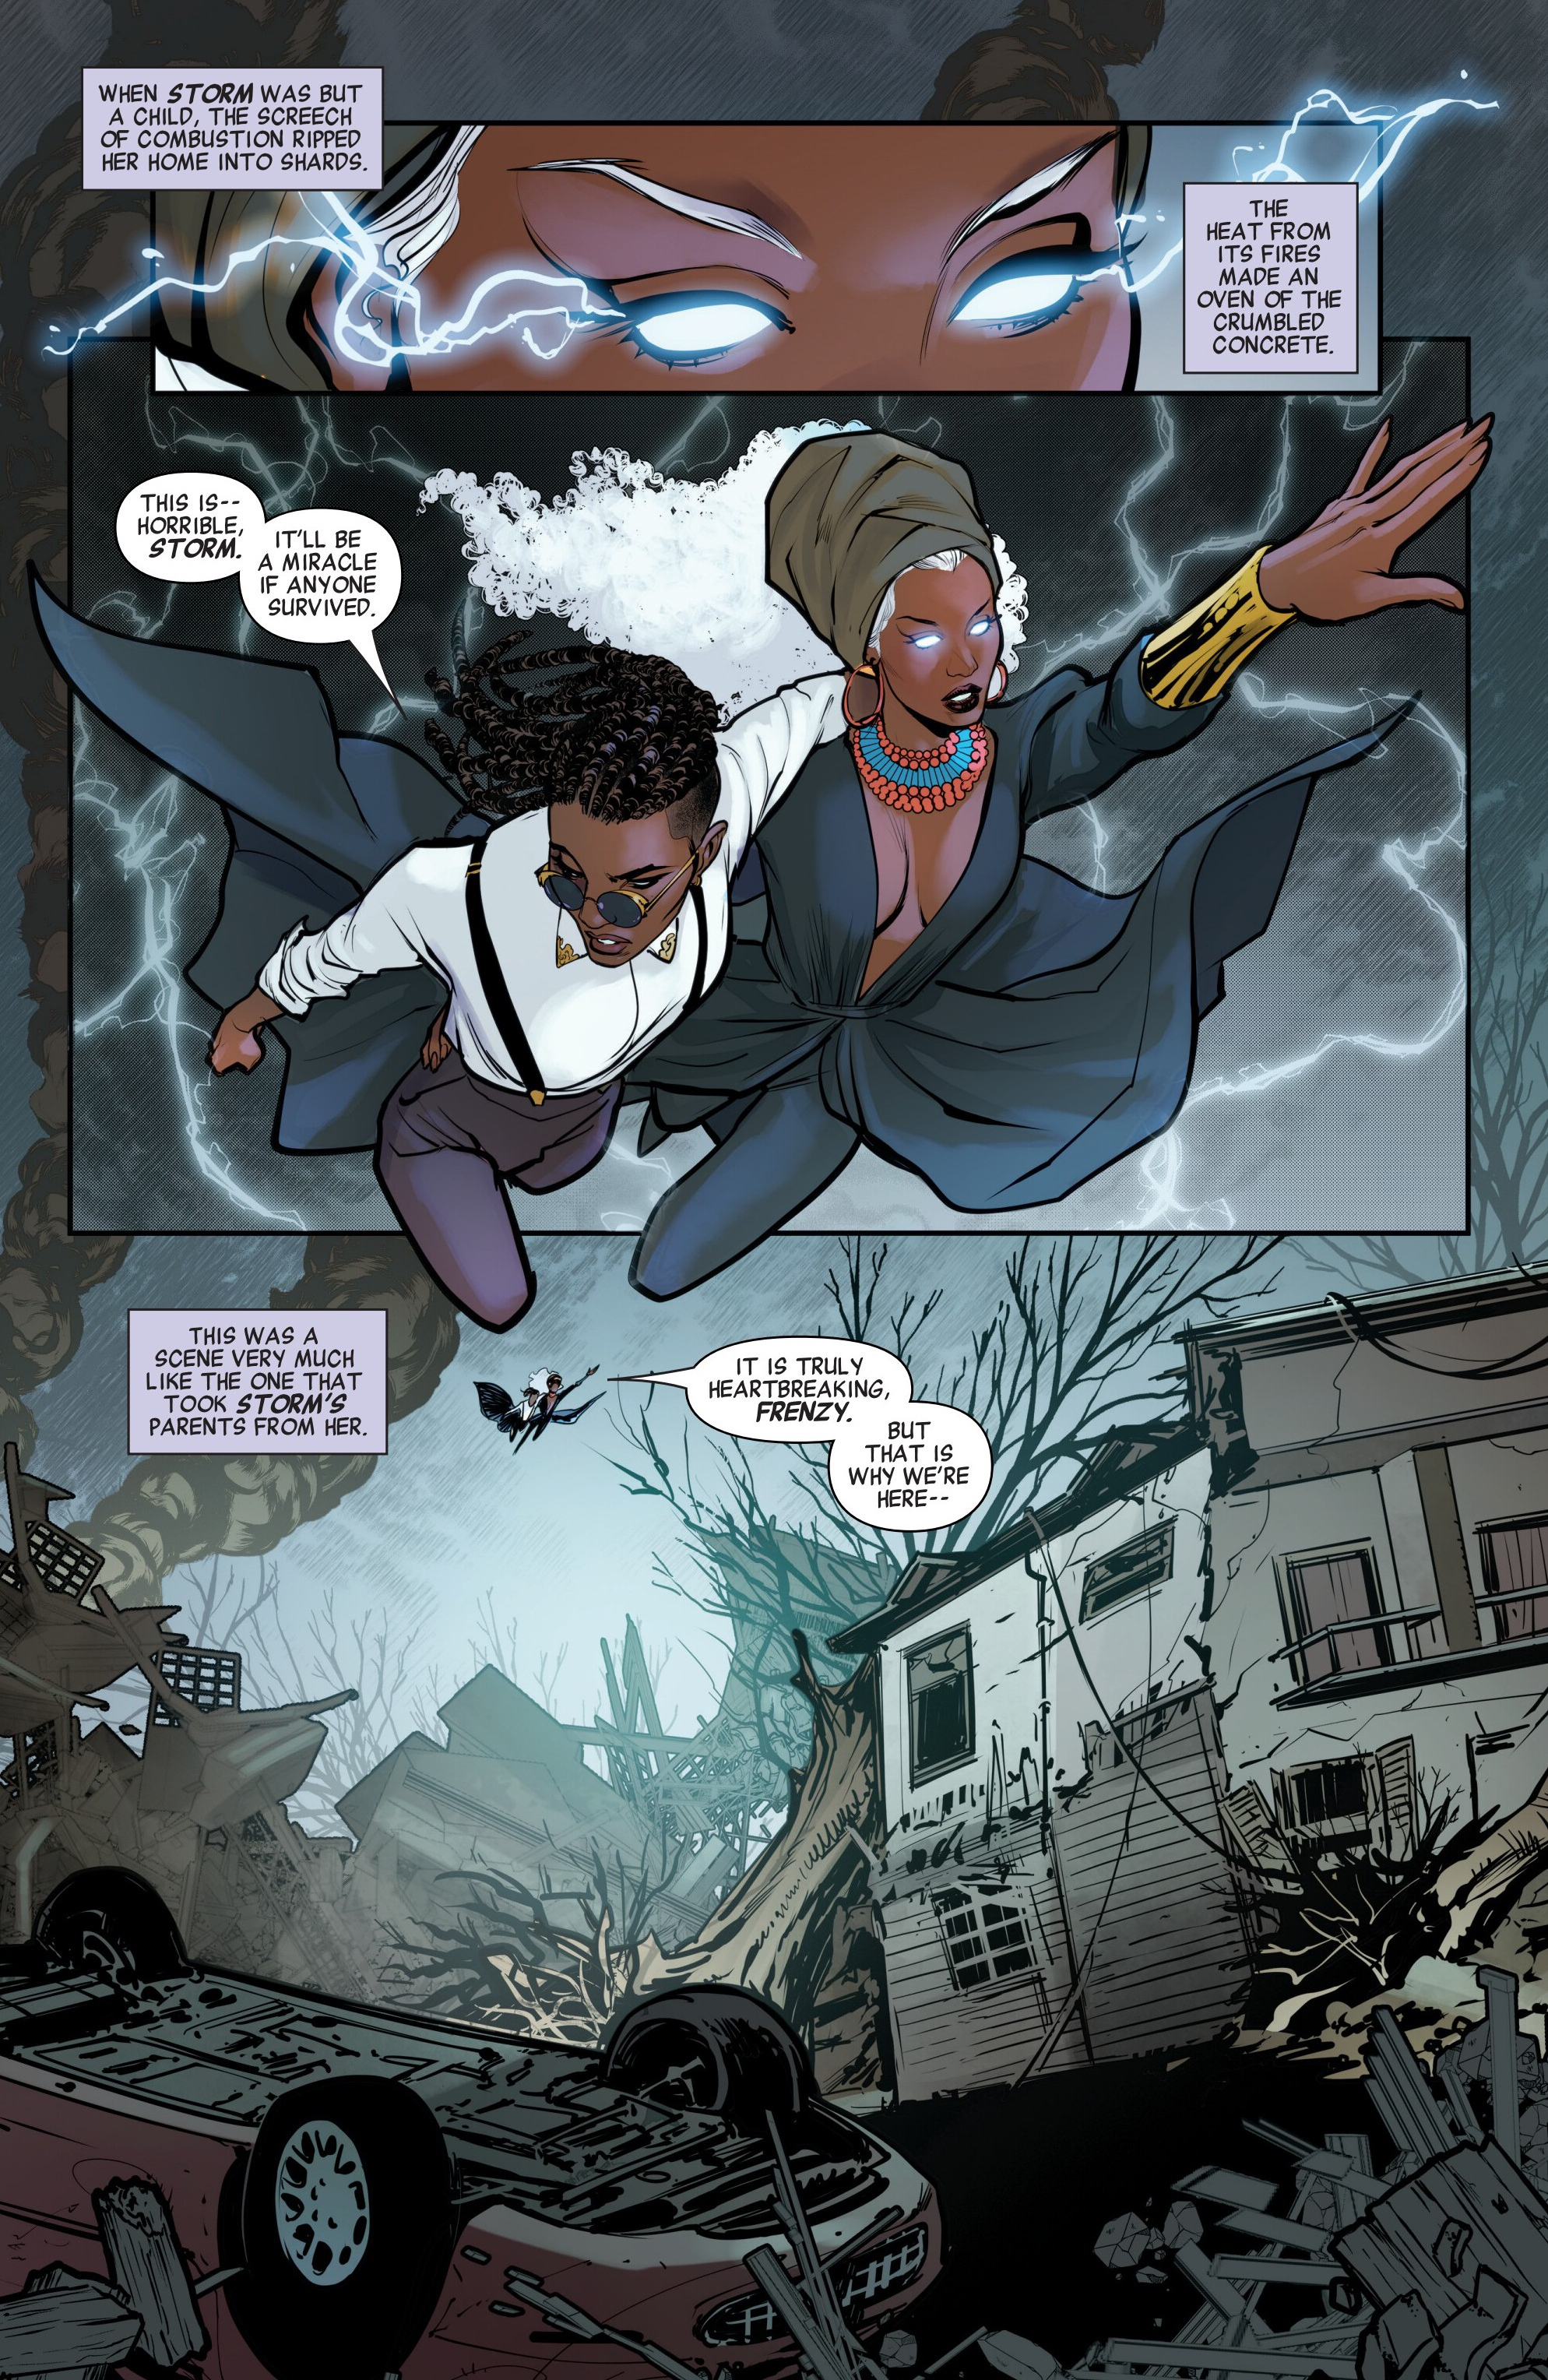 WHEN STORM WAS BUT
A CHILD, THE SCREECH
OF COMBUSTION RIPPED
HER HOME INTO SHARDS.
THE
HEAT FROM
ITS FIRES
MADE AN
OVEN OF THE
CRUMBLED
CONCRETE.
THIS IS--
HORRIBLE,
STORM.
IT'LL BE
A MIRACLE
IF ANYONE
SURVIVED.
THIS WAS A
SCENE VERY MUCH
LIKE THE ONE THAT
TOOK STORM'S
PARENTS FROM HER.
IT IS TRULY
HEARTBREAKING,
FRENZY.
BUT
THAT IS
WHY WE'RE
HERE--